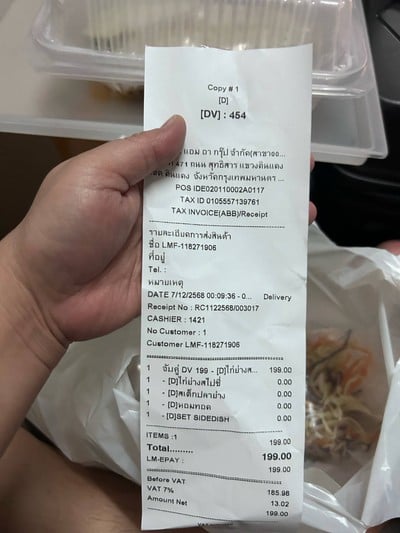 Copy # 1
[D]
[DV] : 454
แอม ถา กรุ๊ป จำกัด(สาขาจอ...
471 ถนน สุทธิสาร แขวงดินแดง
ดินแดง จังหวัดกรุงเทพมหานคร ...
POS IDE020110002A0117
TAX ID 0105557139761
TAX INVOICE(ABB)/Receipt
รายละเอียดการส่งสินค้า
ชื่อ LMF-118271906
ที่อยู่
Tel. :
หมายเหตุ
DATE 7/12/2568 00:09:36 - 0... Delivery
Receipt No : RC1122568/003017
CASHIER : 1421
No Customer : 1
Customer LMF-118271906
1 จับคู่ DV 199 - [D]ไก่ย่างส... 199.00
1 - [D]ไก่ย่างสไปซี่ 0.00
1 - [D]สเต็กปลาย่าง 0.00
1 - [D]หอมทอด 0.00
1 - [D]SET SIDEDISH 0.00
ITEMS :1 199.00
Total......... 199.00
LM-EPAY : 199.00
Before VAT 185.98
VAT 7% 13.02
Amount Net 199.00